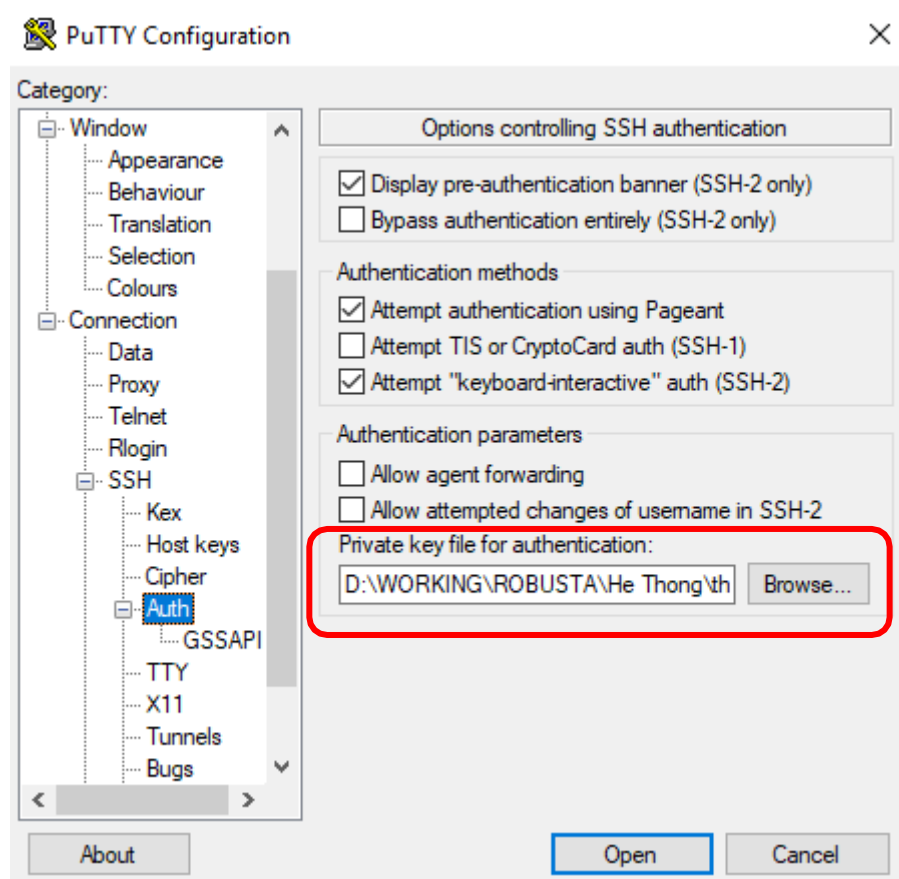 PuTTY Configuration
Category:
Window
Appearance
Behaviour
Translation
Selection
Colours
Connection
Data
Proxy
Telnet
Rlogin
SSH
Kex
Host keys
Cipher
Auth
GSSAPI
TTY
X11
Tunnels
Bugs
Options controlling SSH authentication
Display pre-authentication banner (SSH-2 only)
Bypass authentication entirely (SSH-2 only)
Authentication methods
Attempt authentication using Pageant
Attempt TIS or CryptoCard auth (SSH-1)
Attempt "keyboard-interactive" auth (SSH-2)
Authentication parameters
Allow agent forwarding
Allow attempted changes of username in SSH-2
Private key file for authentication:
D:\WORKING\ROBUSTA\He Thong\th
Browse...
About
Open
Cancel